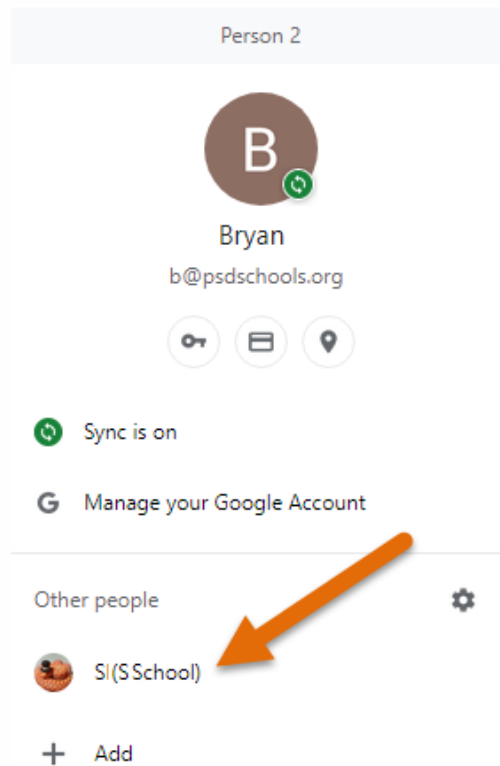 Person 2
B
Bryan
b@psdschools.org
Sync is on
G Manage your Google Account
Other people
SI(S School)
+ Add